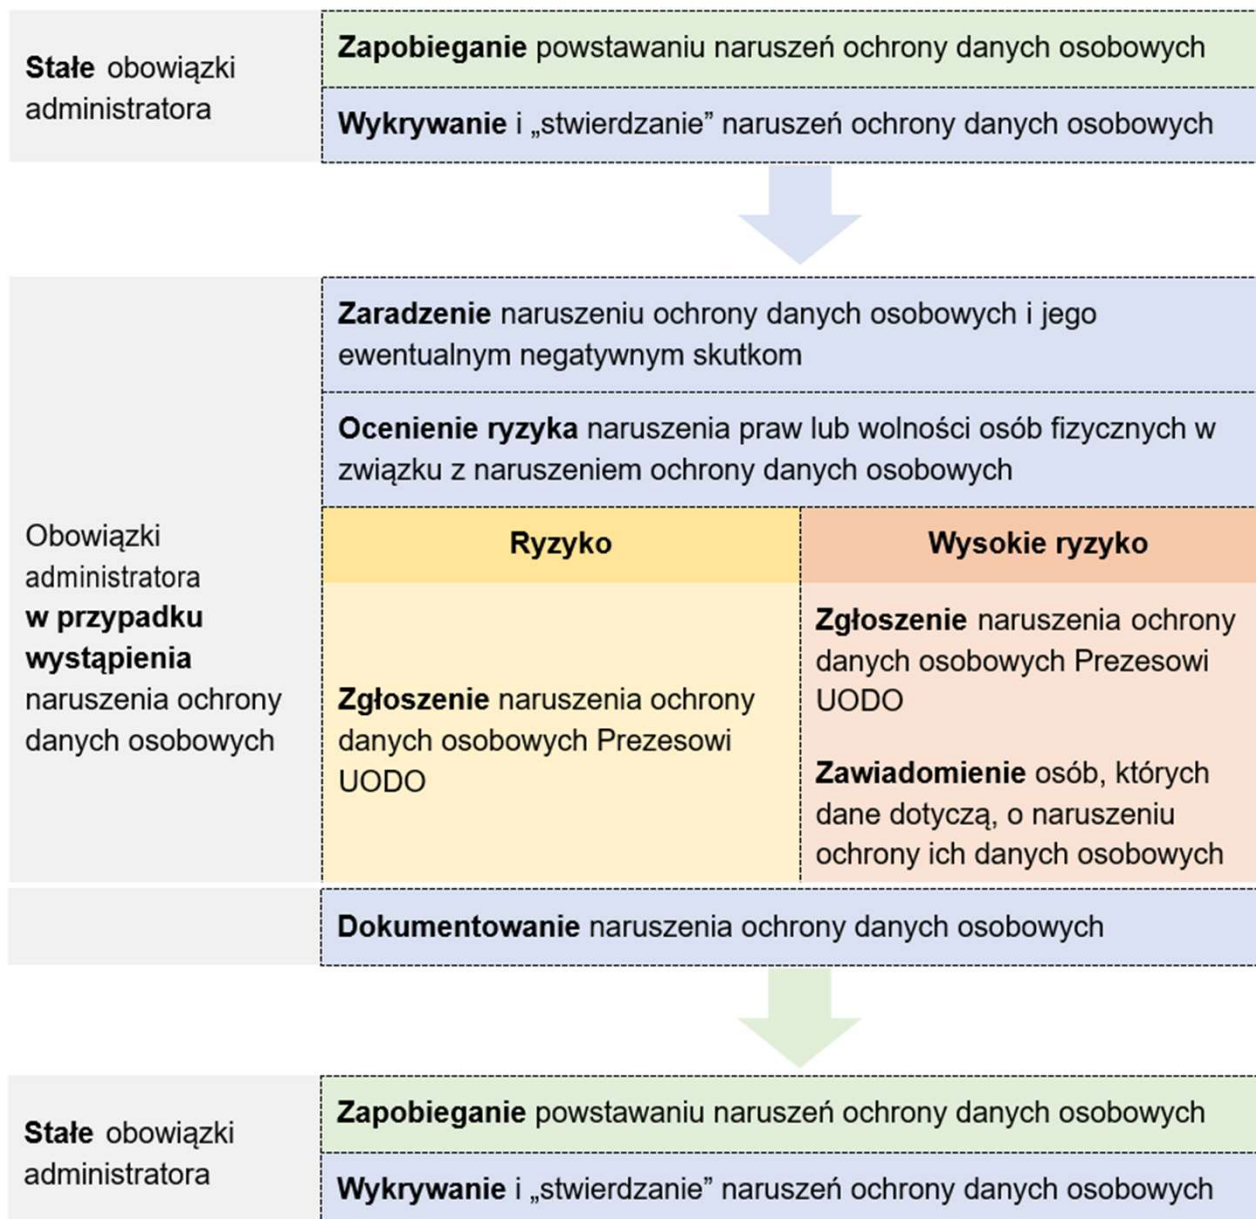 Stałe obowiązki
administratora
Zapobieganie powstawaniu naruszeń ochrony danych osobowych
Wykrywanie i „stwierdzanie” naruszeń ochrony danych osobowych
Obowiązki
administratora
w przypadku
wystąpienia
naruszenia ochrony
danych osobowych
Zaradzenie naruszeniu ochrony danych osobowych i jego
ewentualnym negatywnym skutkom
Ocenienie ryzyka naruszenia praw lub wolności osób fizycznych w
związku z naruszeniem ochrony danych osobowych
Ryzyko
Zgłoszenie naruszenia ochrony
danych osobowych Prezesowi
UODO
Wysokie ryzyko
Zgłoszenie naruszenia ochrony
danych osobowych Prezesowi
UODO
Zawiadomienie osób, których
dane dotyczą, o naruszeniu
ochrony ich danych osobowych
Dokumentowanie naruszenia ochrony danych osobowych
Stałe obowiązki
administratora
Zapobieganie powstawaniu naruszeń ochrony danych osobowych
Wykrywanie i „stwierdzanie” naruszeń ochrony danych osobowych